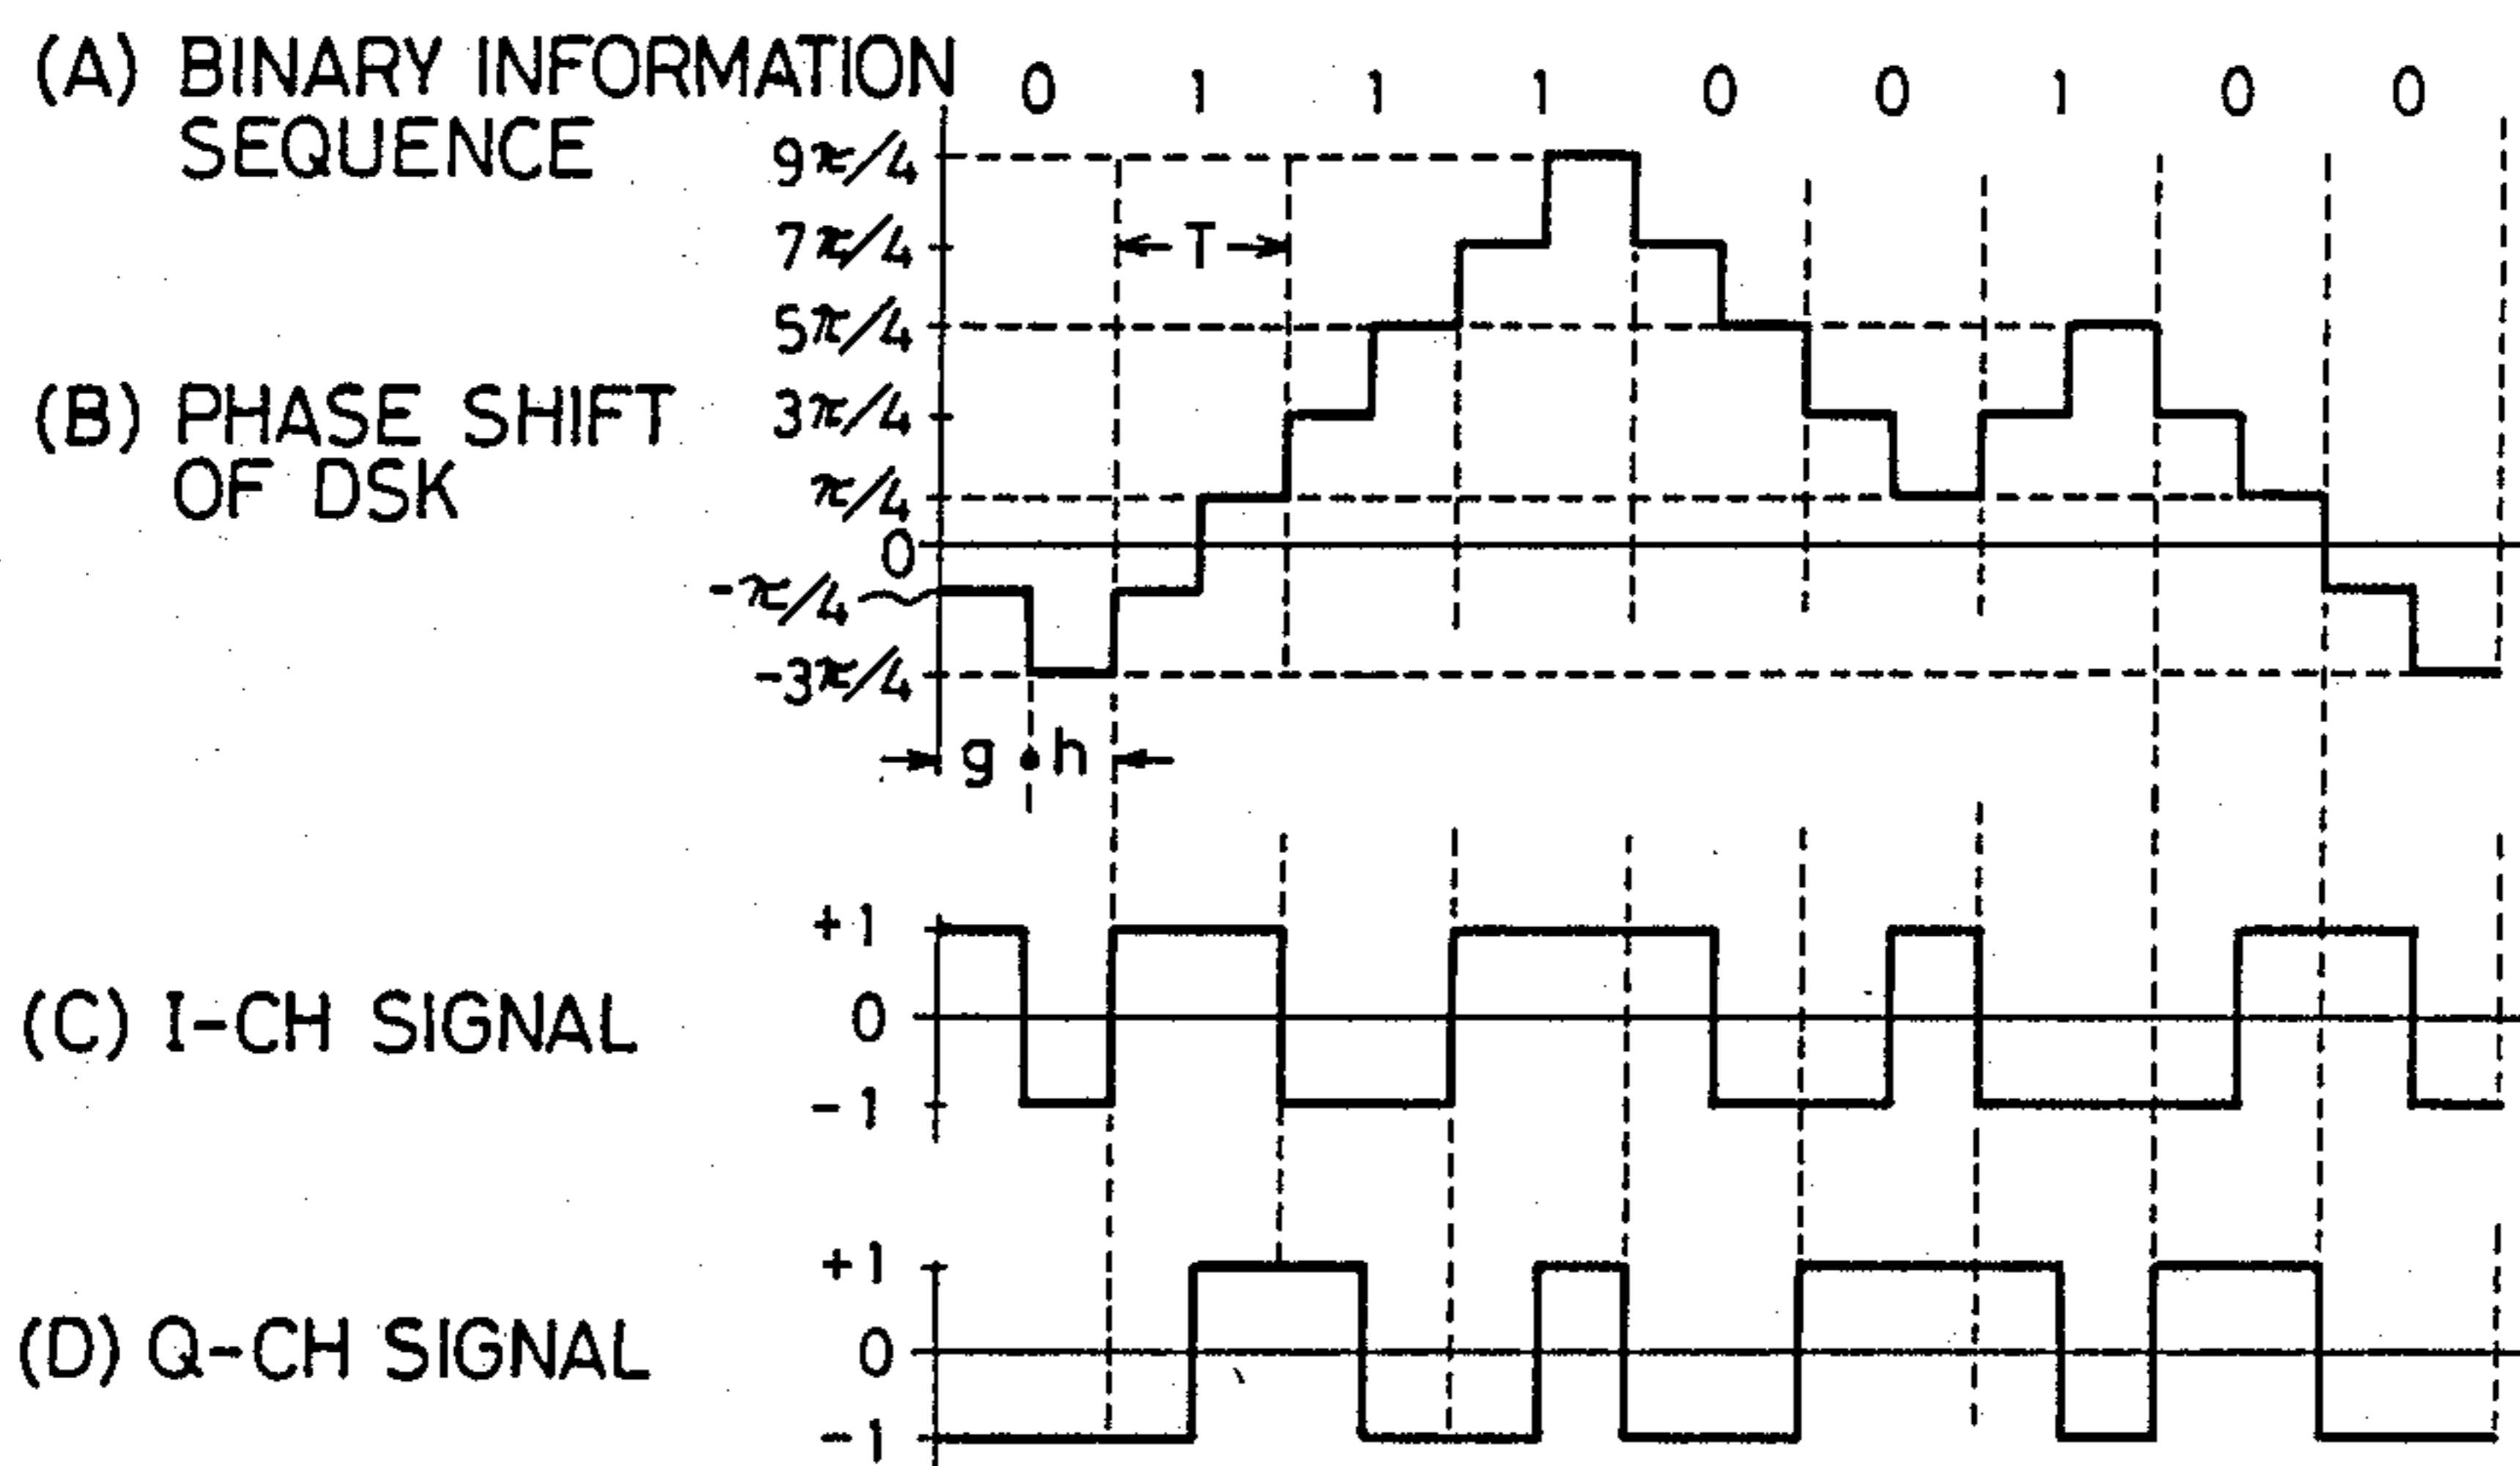 (A) BINARY INFORMATION SEQUENCE 0 1 1 1 0 0 1 0 0
9π/4
7π/4
T
5π/4
(B) PHASE SHIFT OF DSK
3π/4
π/4
0
-π/4
-3π/4
g h
+1
(C) I-CH SIGNAL 0
-1
+1
(D) Q-CH SIGNAL 0
-1